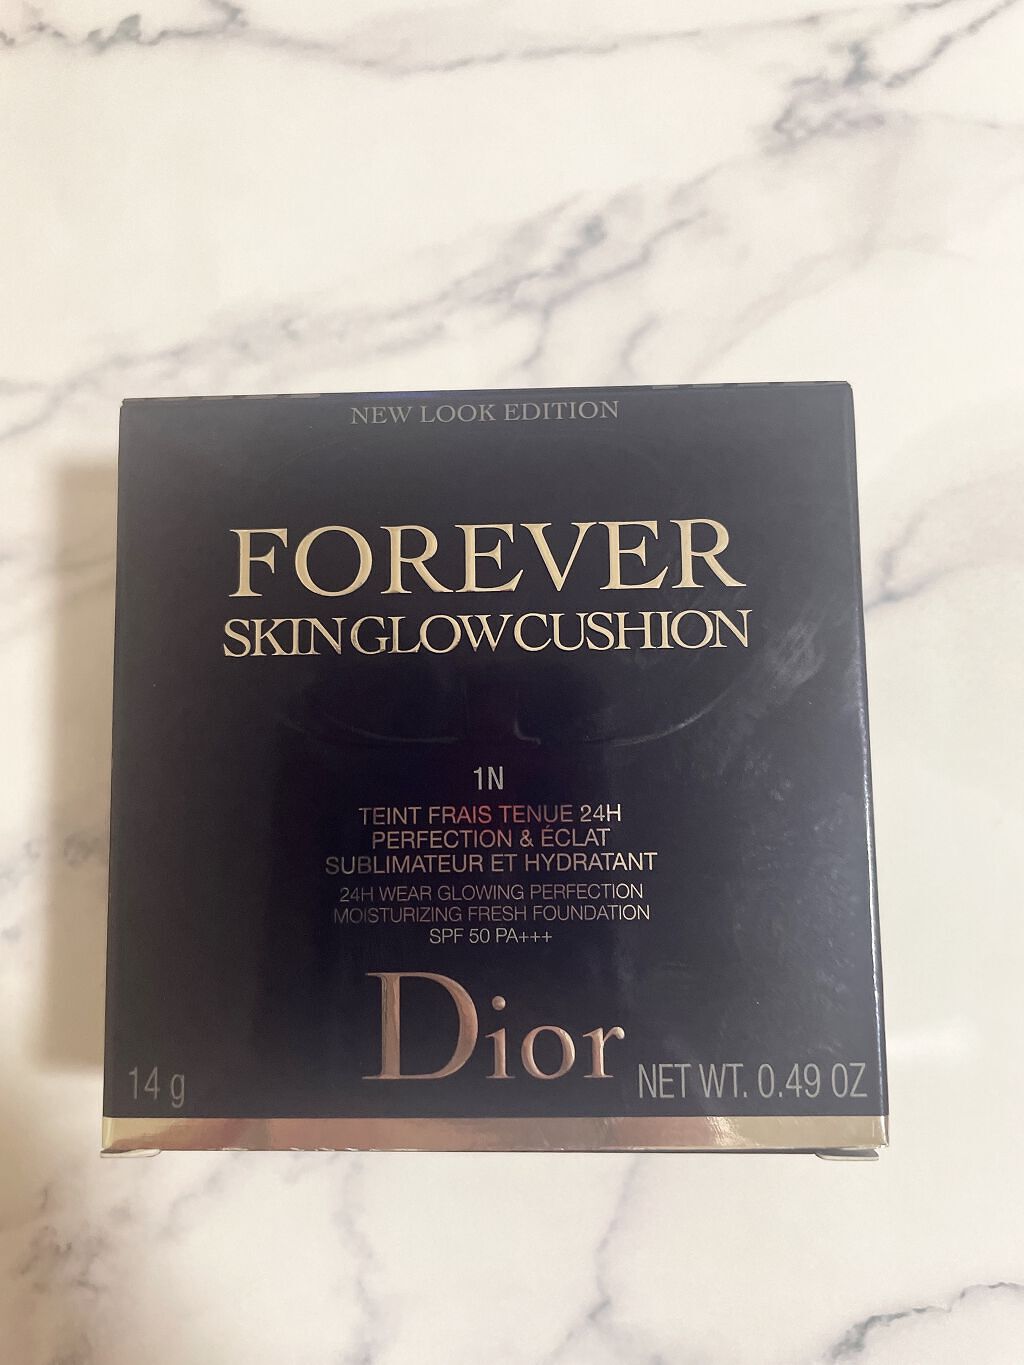 NEW LOOK EDITION
FOREVER
SKIN GLOW CUSHION
1N
TEINT FRAIS TENUE 24H
PERFECTION & ÉCLAT
SUBLIMATEUR ET HYDRATANT
24H WEAR GLOWING PERFECTION
MOISTURIZING FRESH FOUNDATION
SPF 50 PA+++
Dior
14 g NET WT. 0.49 OZ